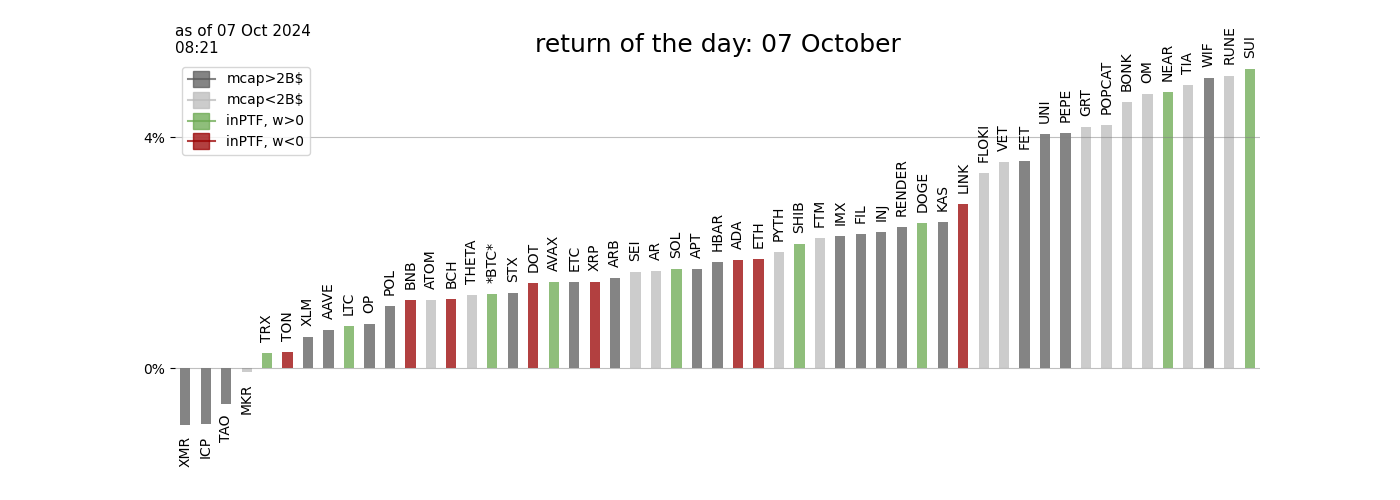 as of 07 Oct 2024
08:21
return of the day: 07 October
mcap>2B$
mcap<2B$
inPTF, w>0
inPTF, w<0
4%
0%
XMR
ICP
TAO
MKR
TRX
TON
XLM
AAVE
LTC
OP
POL
BNB
ATOM
BCH
THETA
*BTC*
STX
DOT
AVAX
ETC
XRP
ARB
SEI
AR
SOL
APT
HBAR
ADA
ETH
PYTH
SHIB
FTM
IMX
FIL
INJ
RENDER
DOGE
KAS
LINK
FLOKI
VET
FET
UNI
PEPE
GRT
POPCAT
BONK
OM
NEAR
TIA
WIF
RUNE
SUI